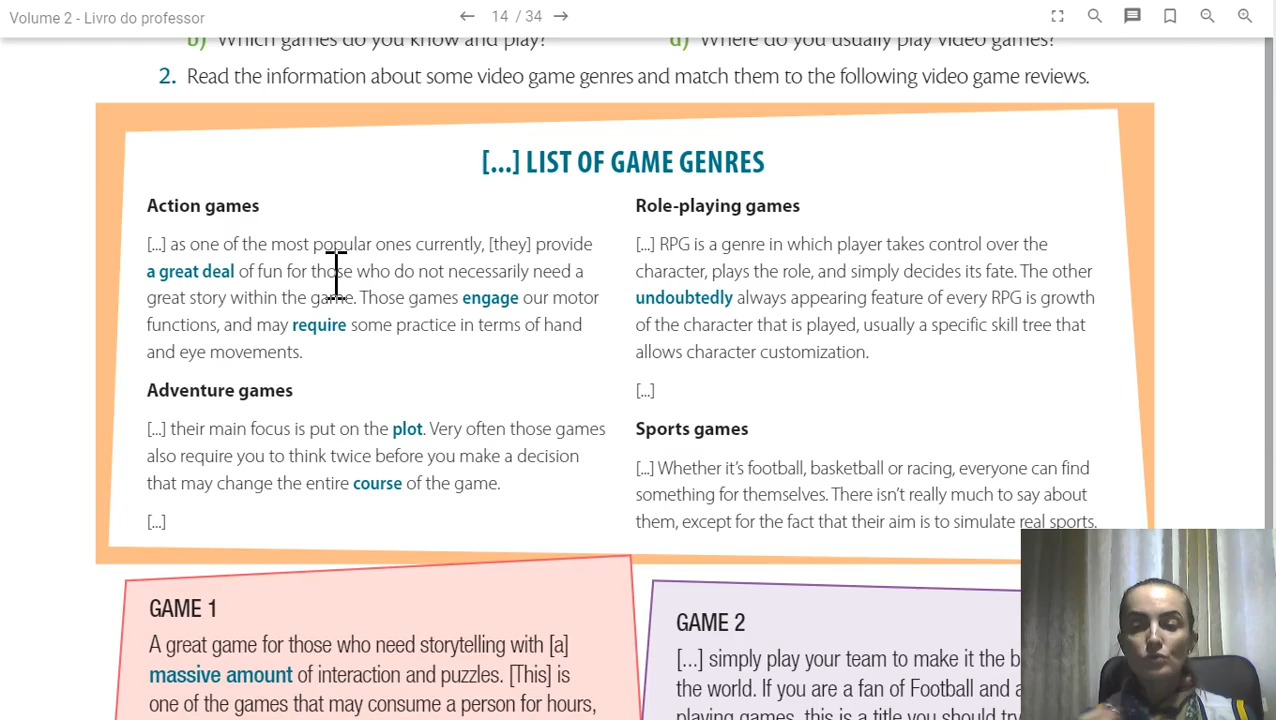 Volume 2 - Livro do professor
14 / 34
b) Which games do you know and play?
d) Where do you usually play video games?
2. Read the information about some video game genres and match them to the following video game reviews.
[...] LIST OF GAME GENRES
Action games
[...] as one of the most popular ones currently, [they] provide
a great deal of fun for those who do not necessarily need a
great story within the game. Those games engage our motor
functions, and may require some practice in terms of hand
and eye movements.
Adventure games
[...] their main focus is put on the plot. Very often those games
also require you to think twice before you make a decision
that may change the entire course of the game.
[...]
Role-playing games
[...] RPG is a genre in which player takes control over the
character, plays the role, and simply decides its fate. The other
undoubtedly always appearing feature of every RPG is growth
of the character that is played, usually a specific skill tree that
allows character customization.
[...]
Sports games
[...] Whether it's football, basketball or racing, everyone can find
something for themselves. There isn't really much to say about
them, except for the fact that their aim is to simulate real sports.
GAME 1
A great game for those who need storytelling with [a]
massive amount of interaction and puzzles. [This] is
one of the games that may consume a person for hours,
GAME 2
[...] simply play your team to make it the b
the world. If you are a fan of Football and a
playing games, this is a title you should try